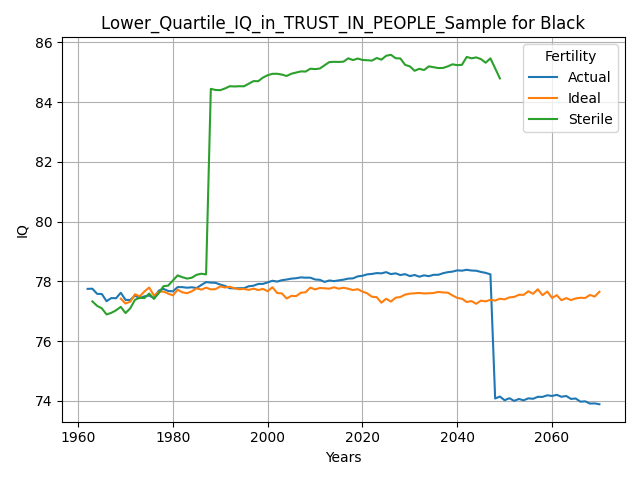 Lower_Quartile_IQ_in_TRUST_IN_PEOPLE_Sample for Black
Fertility
Actual
Ideal
Sterile
IQ
86
84
82
80
78
76
74
1960
1980
2000
2020
2040
2060
Years